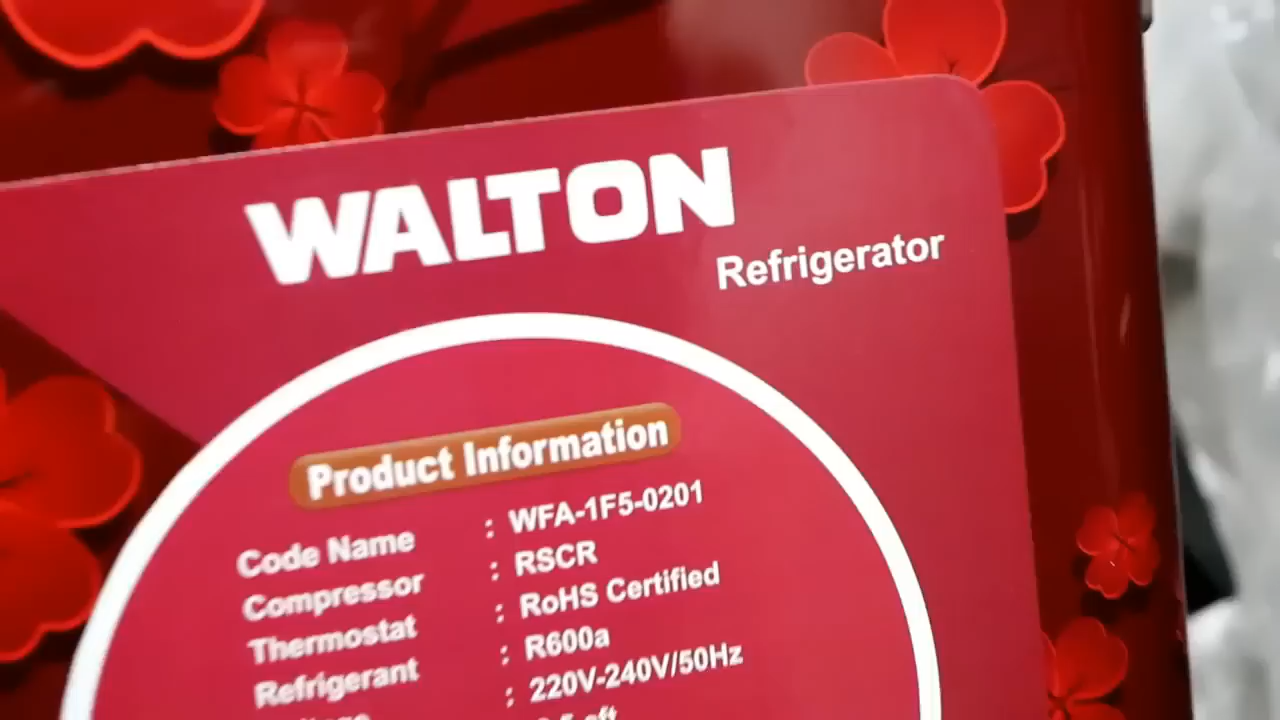 WALTON
Refrigerator
Product Information
Code Name : WFA-1F5-0201
Compressor : RSCR
Thermostat : RoHS Certified
Refrigerant : R600a
: 220V-240V/50Hz